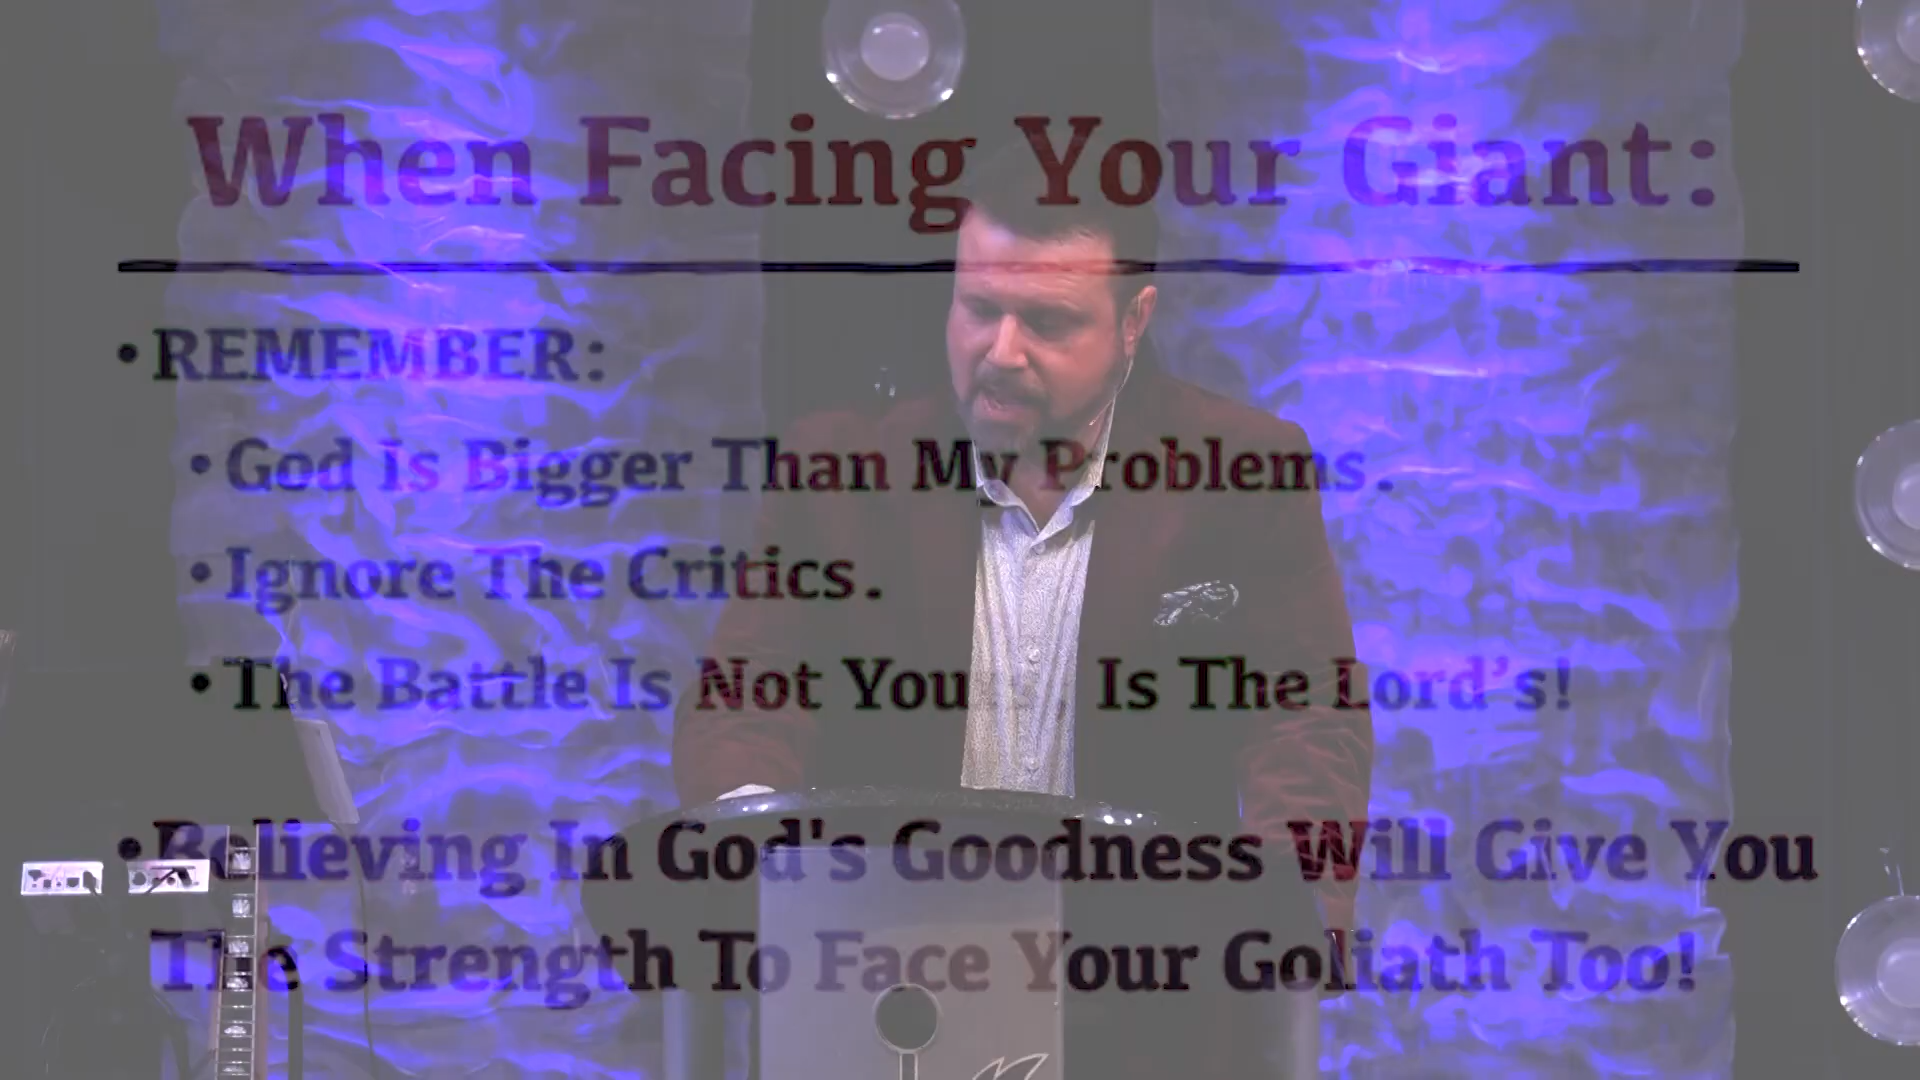 When Facing Your Giant:
• REMEMBER:
• God Is Bigger Than My Problems.
• Ignore The Critics.
• The Battle Is Not You Is The Lord's!
• Believing In God's Goodness Will Give You
The Strength To Face Your Goliath Too!